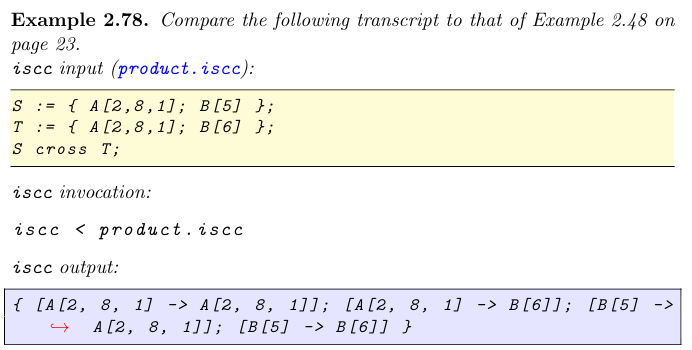 Example 2.78. Compare the following transcript to that of Example 2.48 on
page 23.
iscc input (product.iscc):
S := { A[2,8,1]; B[5] };
T := { A[2,8,1]; B[6] };
S cross T;
iscc invocation:
iscc < product.iscc
iscc output:
{ [A[2, 8, 1] -> A[2, 8, 1]]; [A[2, 8, 1] -> B[6]]; [B[5] ->
↪ A[2, 8, 1]]; [B[5] -> B[6]] }